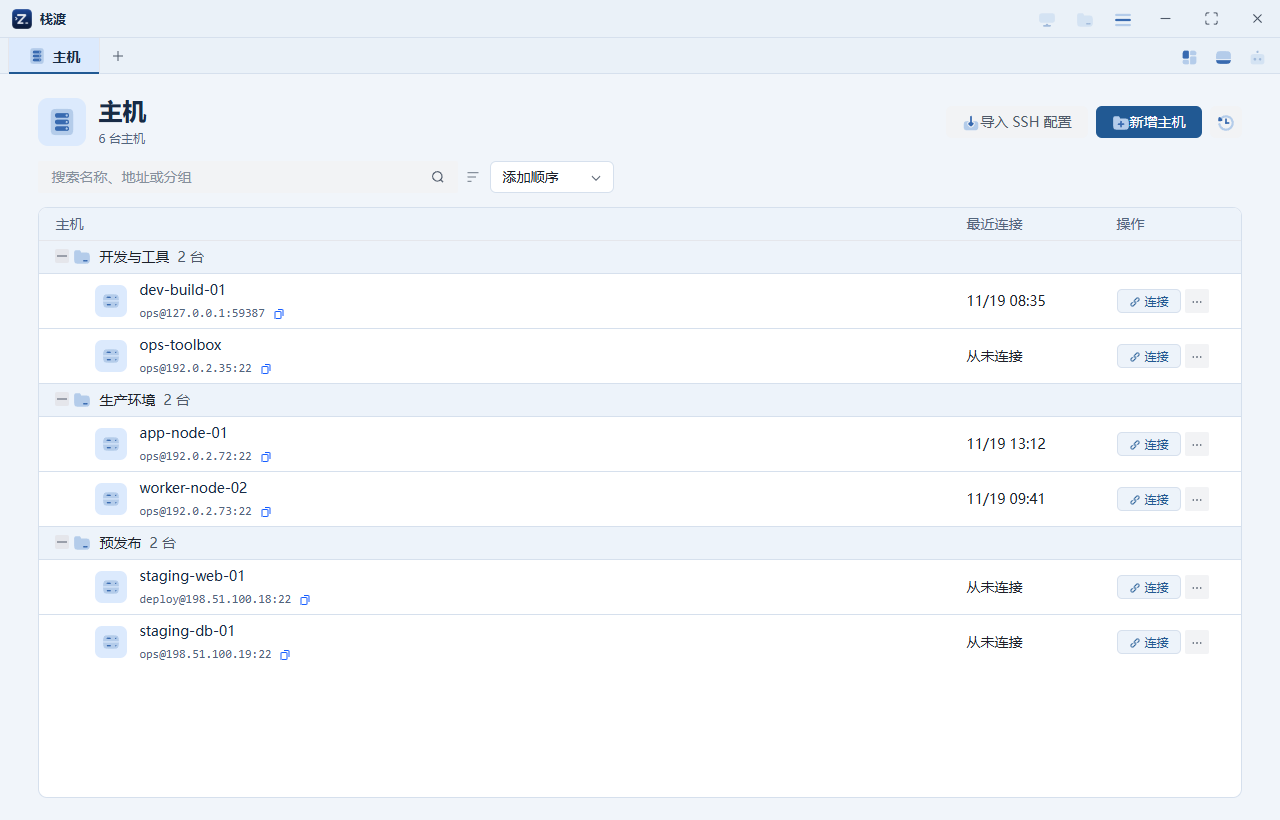 栈渡
主机
主机
6 台主机
导入 SSH 配置
新增主机
搜索名称、地址或分组
添加顺序
主机 最近连接 操作
开发与工具 2 台
dev-build-01
ops@127.0.0.1:59387
11/19 08:35
连接
ops-toolbox
ops@192.0.2.35:22
从未连接
连接
生产环境 2 台
app-node-01
ops@192.0.2.72:22
11/19 13:12
连接
worker-node-02
ops@192.0.2.73:22
11/19 09:41
连接
预发布 2 台
staging-web-01
deploy@198.51.100.18:22
从未连接
连接
staging-db-01
ops@198.51.100.19:22
从未连接
连接